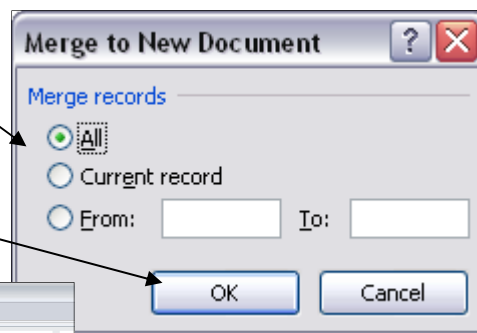 Merge to New Document
Merge records
All
Current record
From: To:
OK Cancel